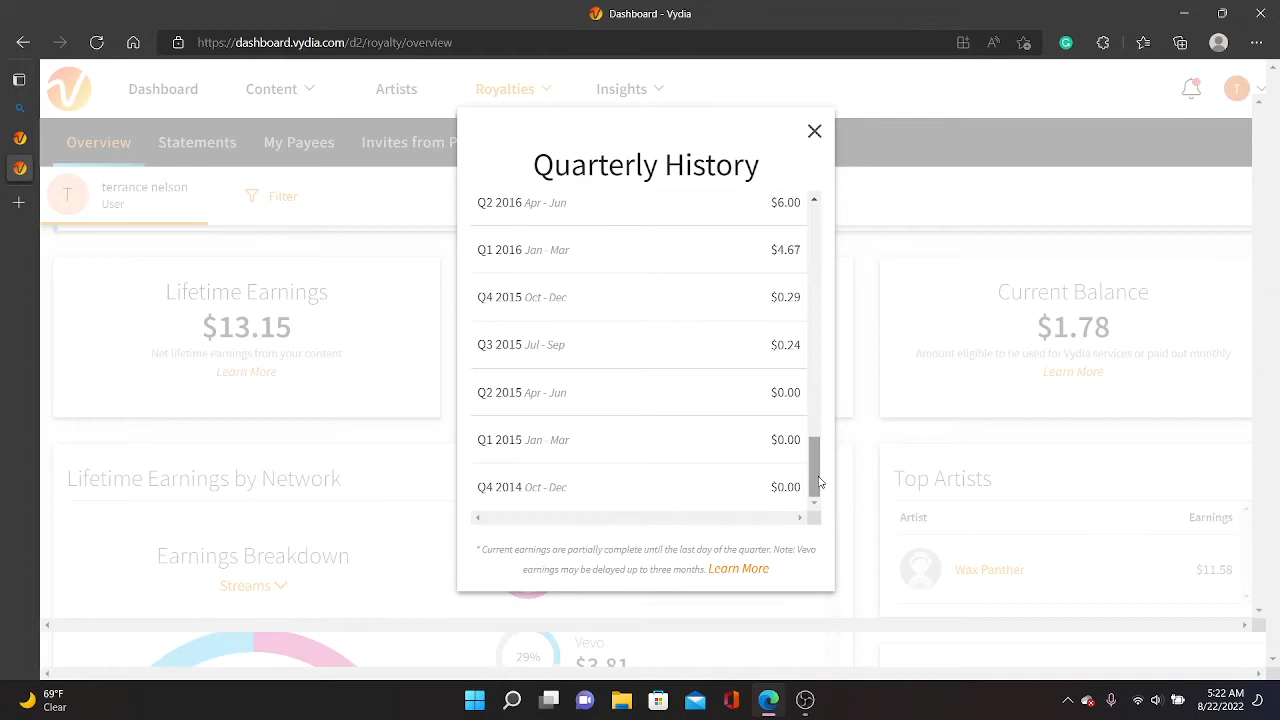 https://vydia.com/royalty/overview
Dashboard Content Artists Royalties Insights T
Overview Statements My Payees Invites from P
T terrance nelson
User
Filter
Quarterly History
Q2 2016 Apr - Jun $6.00
Q1 2016 Jan - Mar $4.67
Q4 2015 Oct - Dec $0.29
Q3 2015 Jul - Sep $0.24
Q2 2015 Apr - Jun $0.00
Q1 2015 Jan - Mar $0.00
Q4 2014 Oct - Dec $0.00
* Current earnings are partially complete until the last day of the quarter. Note: Vevo
earnings may be delayed up to three months. Learn More
Lifetime Earnings
$13.15
Net lifetime earnings from your content
Learn More
Current Balance
$1.78
Amount eligible to be used for Vydia services or paid out monthly
Learn More
Lifetime Earnings by Network
Earnings Breakdown
Streams
29%
Vevo
$3.81
Top Artists
Artist Earnings
Wax Panther $11.58
69°F
Clear
5:22 AM
8/22/2022